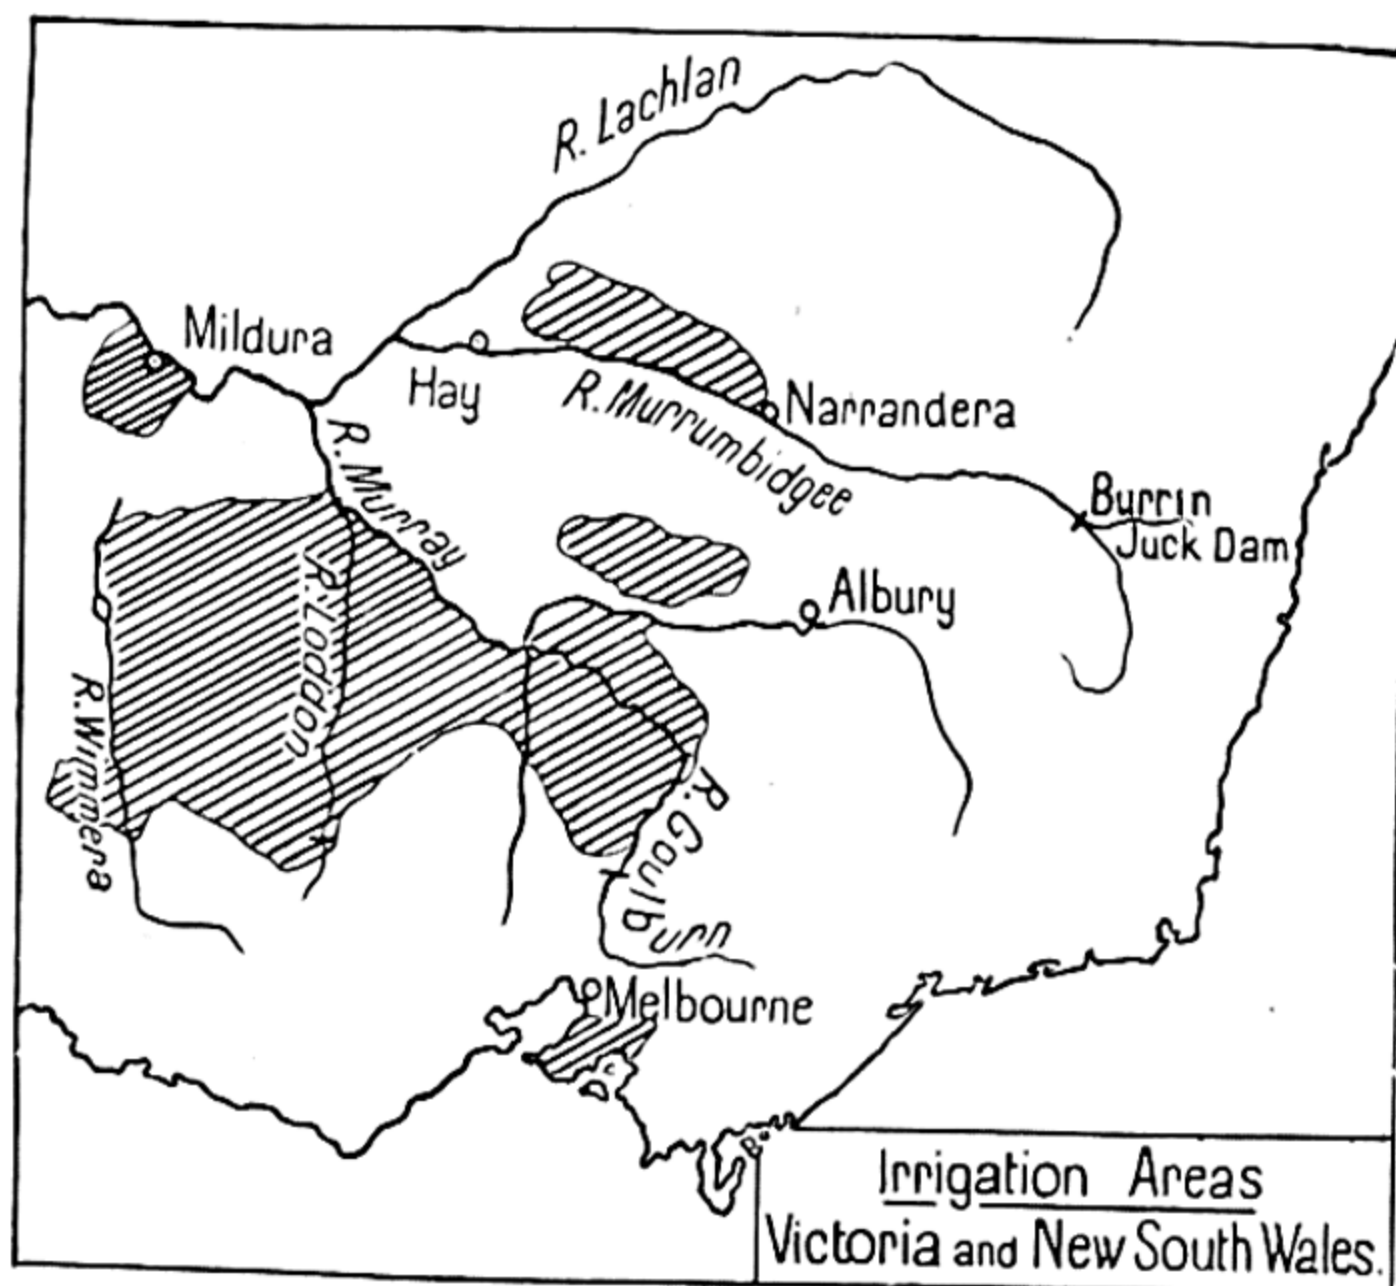 R. Lachlan
Mildura
Hay
R. Murrumbidgee
Narrandera
R. Murray
Burrin
Juck Dam
R. Loddon
Albury
R. Wimmera
R. Goulburn
Melbourne
Irrigation Areas
Victoria and New South Wales.